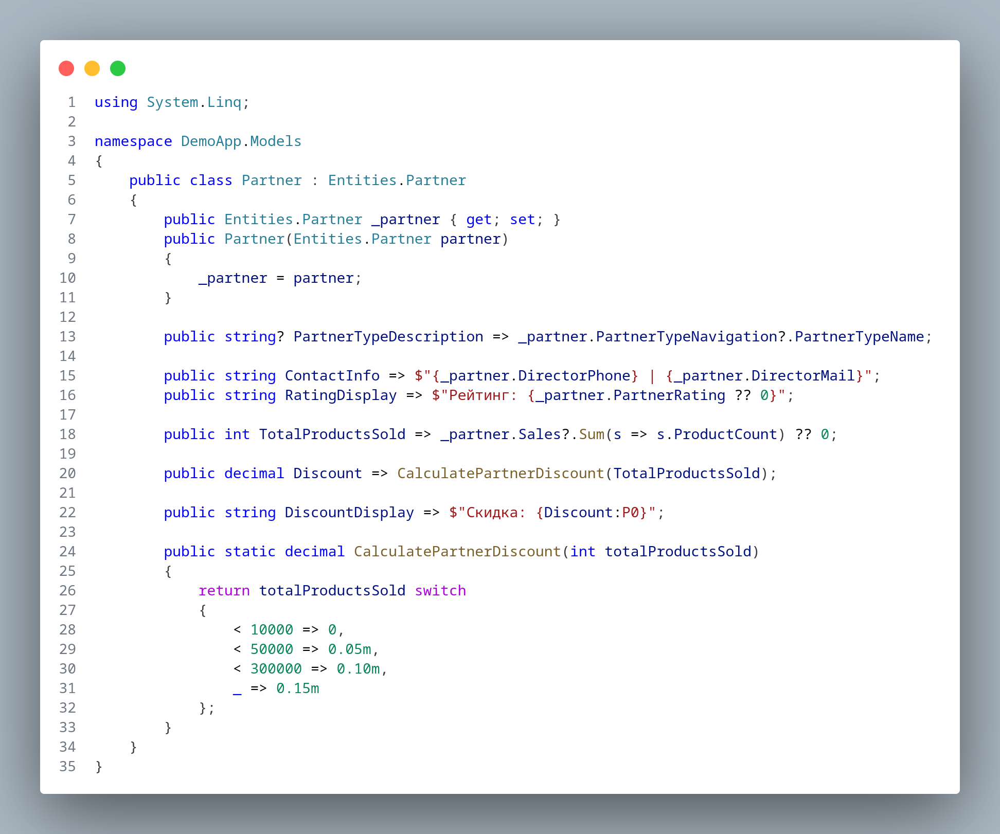 1 using System.Linq;
2
3 namespace DemoApp.Models
4 {
5     public class Partner : Entities.Partner
6     {
7         public Entities.Partner _partner { get; set; }
8         public Partner(Entities.Partner partner)
9         {
10             _partner = partner;
11         }
12
13         public string? PartnerTypeDescription => _partner.PartnerTypeNavigation?.PartnerTypeName;
14
15         public string ContactInfo => $"{_partner.DirectorPhone} | {_partner.DirectorMail}";
16         public string RatingDisplay => $"Рейтинг: {_partner.PartnerRating ?? 0}";
17
18         public int TotalProductsSold => _partner.Sales?.Sum(s => s.ProductCount) ?? 0;
19
20         public decimal Discount => CalculatePartnerDiscount(TotalProductsSold);
21
22         public string DiscountDisplay => $"Скидка: {Discount:P0}";
23
24         public static decimal CalculatePartnerDiscount(int totalProductsSold)
25         {
26             return totalProductsSold switch
27             {
28                 < 10000 => 0,
29                 < 50000 => 0.05m,
30                 < 300000 => 0.10m,
31                 _ => 0.15m
32             };
33         }
34     }
35 }